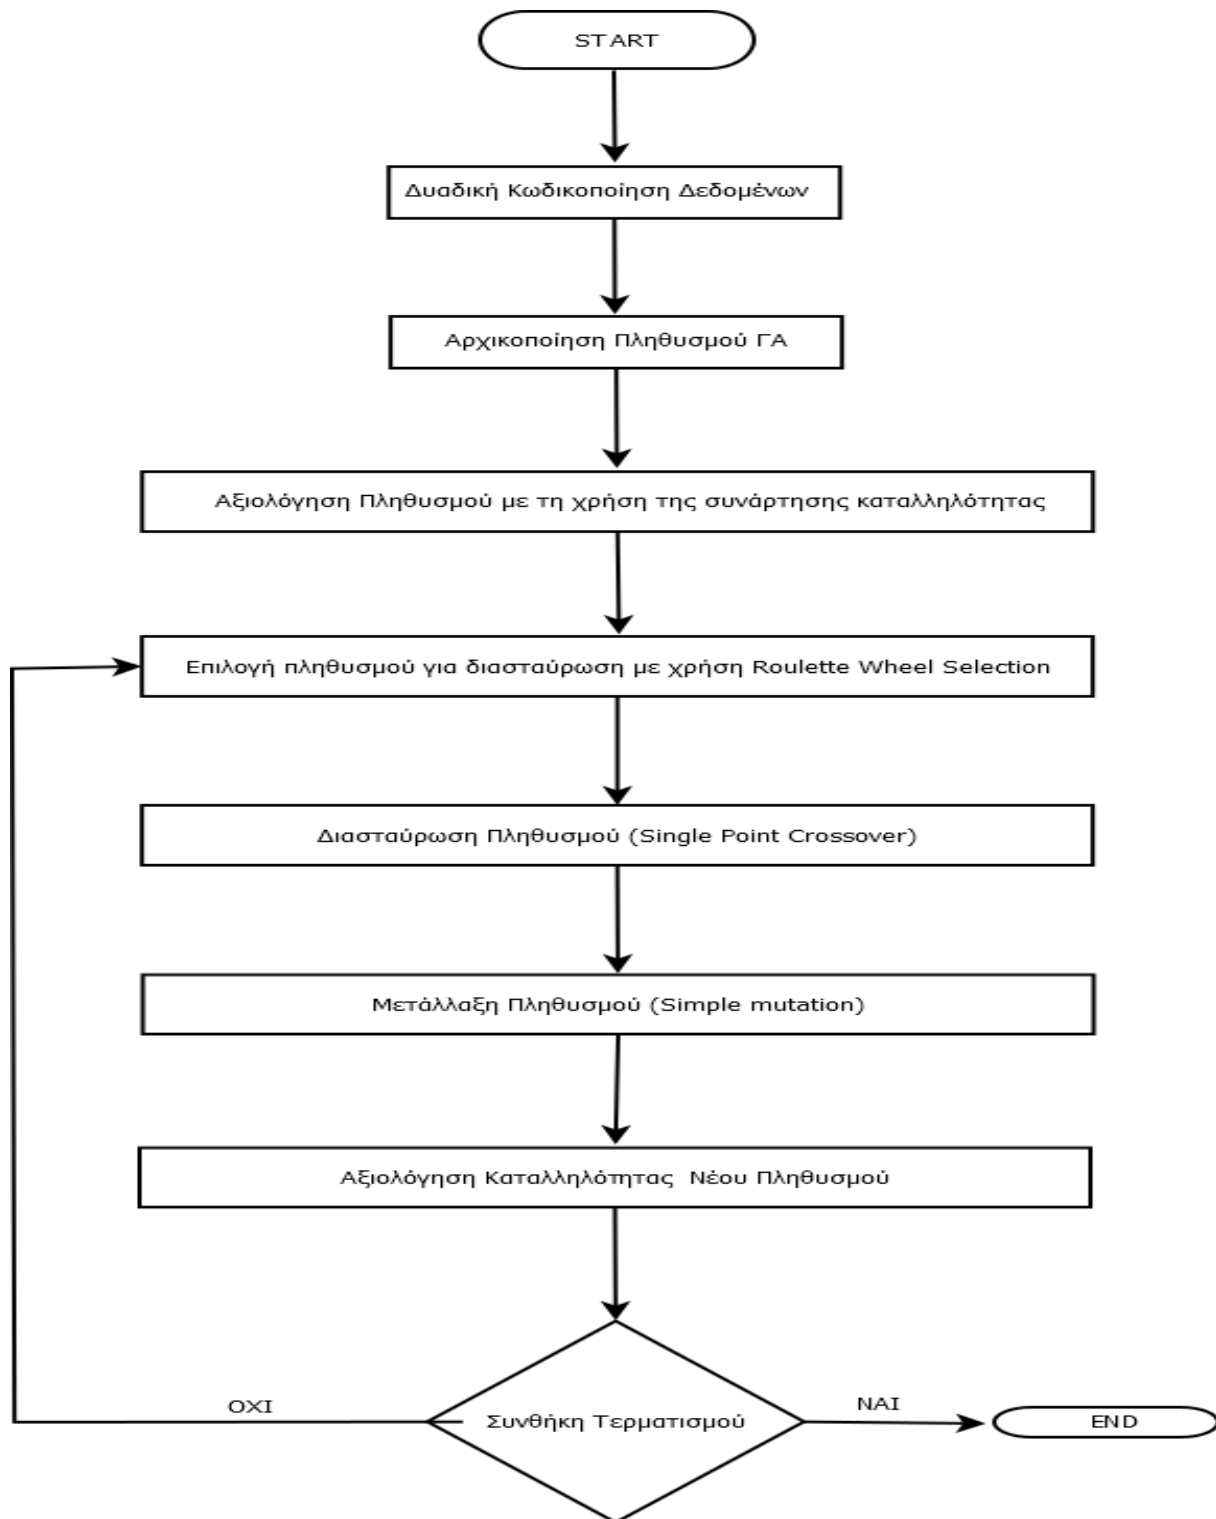 START
Δυαδική Κωδικοποίηση Δεδομένων
Αρχικοποίηση Πληθυσμού ΓΑ
Αξιολόγηση Πληθυσμού με τη χρήση της συνάρτησης καταλληλότητας
Επιλογή πληθυσμού για διασταύρωση με χρήση Roulette Wheel Selection
Διασταύρωση Πληθυσμού (Single Point Crossover)
Μετάλλαξη Πληθυσμού (Simple mutation)
Αξιολόγηση Καταλληλότητας Νέου Πληθυσμού
Συνθήκη Τερματισμού
ΟΧΙ
ΝΑΙ
END